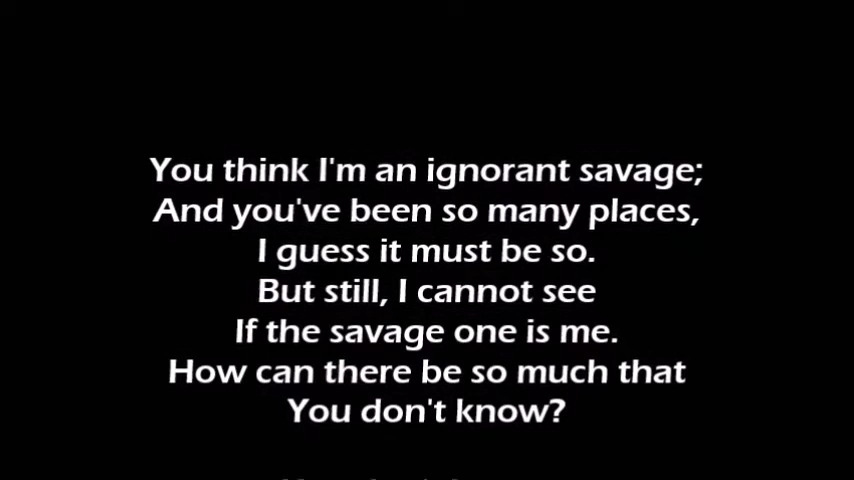 You think I'm an ignorant savage;
And you've been so many places,
I guess it must be so.
But still, I cannot see
If the savage one is me.
How can there be so much that
You don't know?